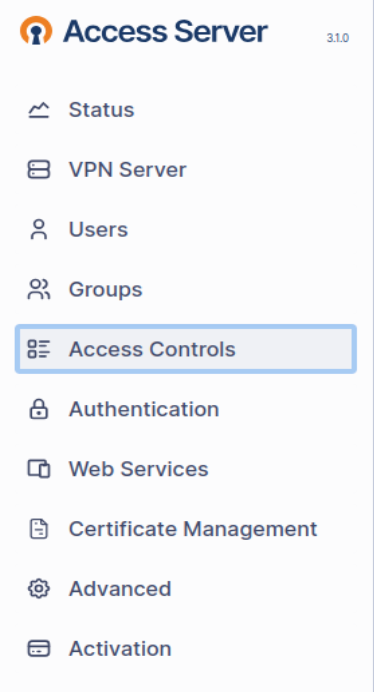 Access Server
3.1.0
Status
VPN Server
Users
Groups
Access Controls
Authentication
Web Services
Certificate Management
Advanced
Activation